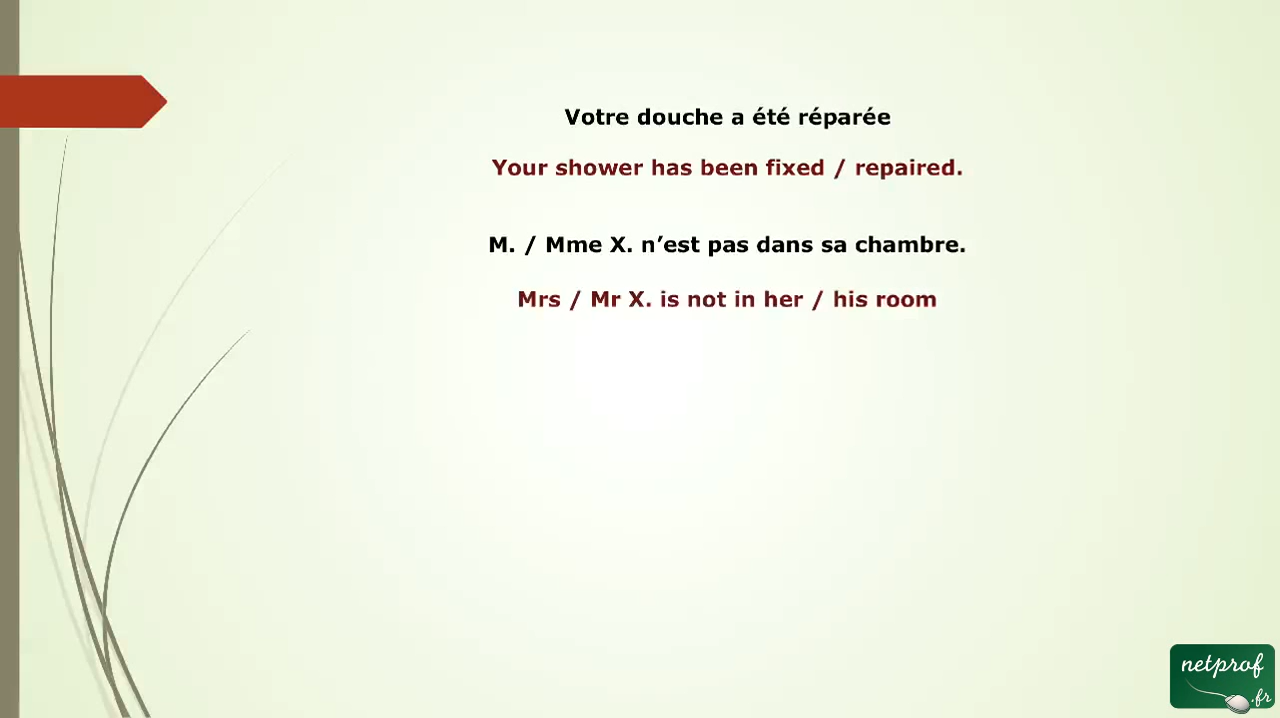 Votre douche a été réparée
Your shower has been fixed / repaired.
M. / Mme X. n’est pas dans sa chambre.
Mrs / Mr X. is not in her / his room
netprof
.fr